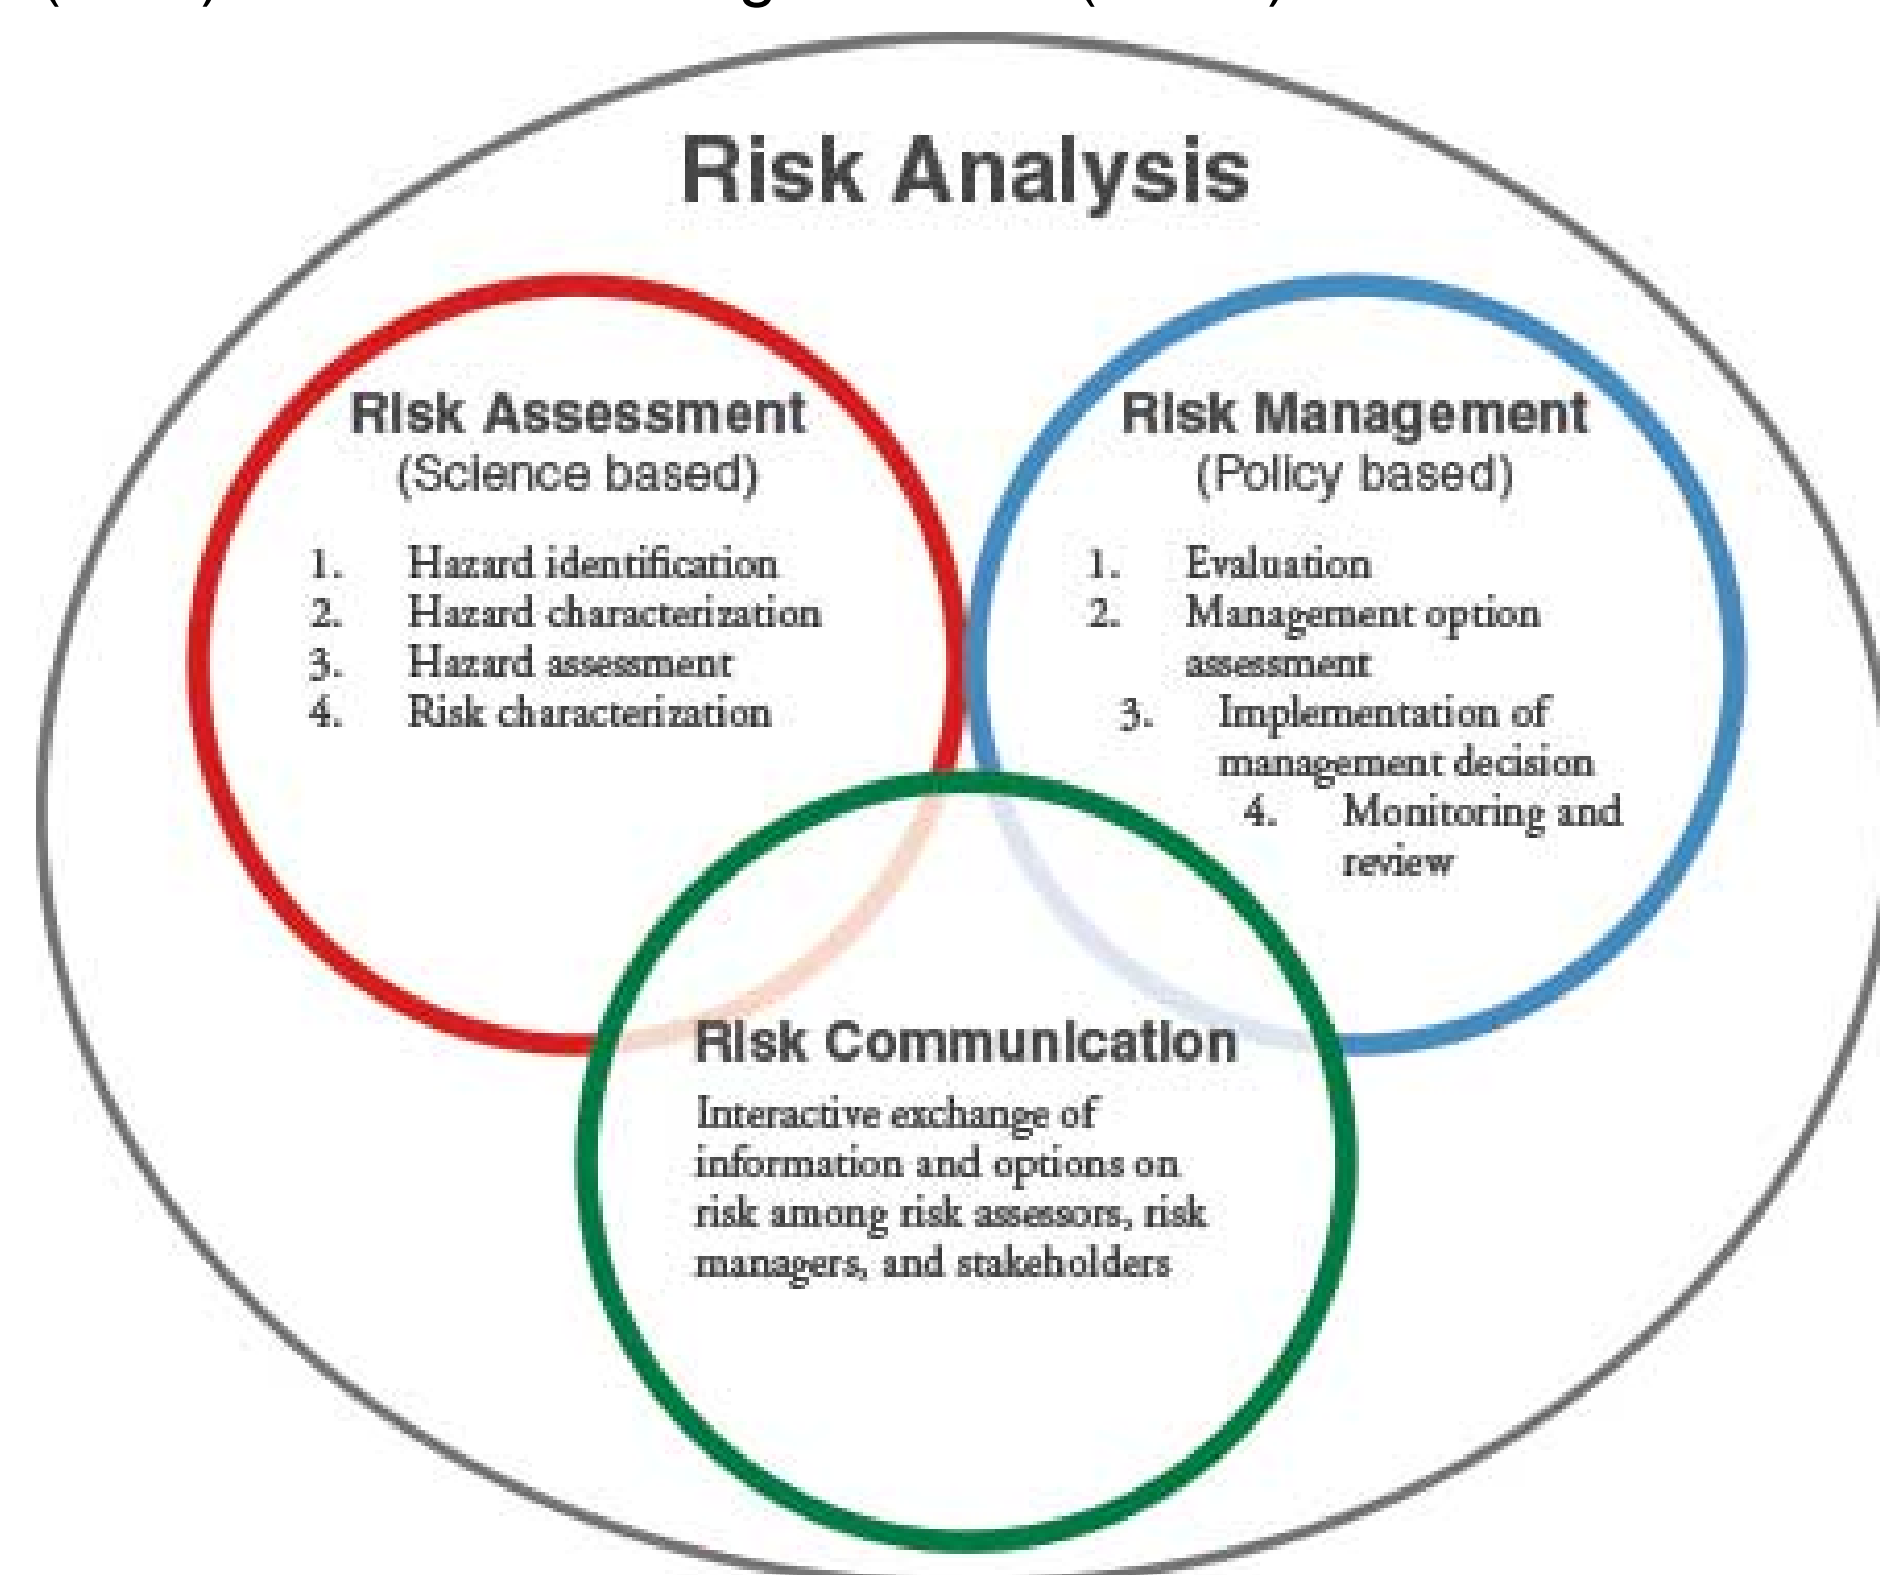 Risk Analysis
Risk Assessment
(Science based)
1. Hazard identification
2. Hazard characterization
3. Hazard assessment
4. Risk characterization
Risk Management
(Policy based)
1. Evaluation
2. Management option
assessment
3. Implementation of
management decision
4. Monitoring and
review
Risk Communication
Interactive exchange of
information and options on
risk among risk assessors, risk
managers, and stakeholders